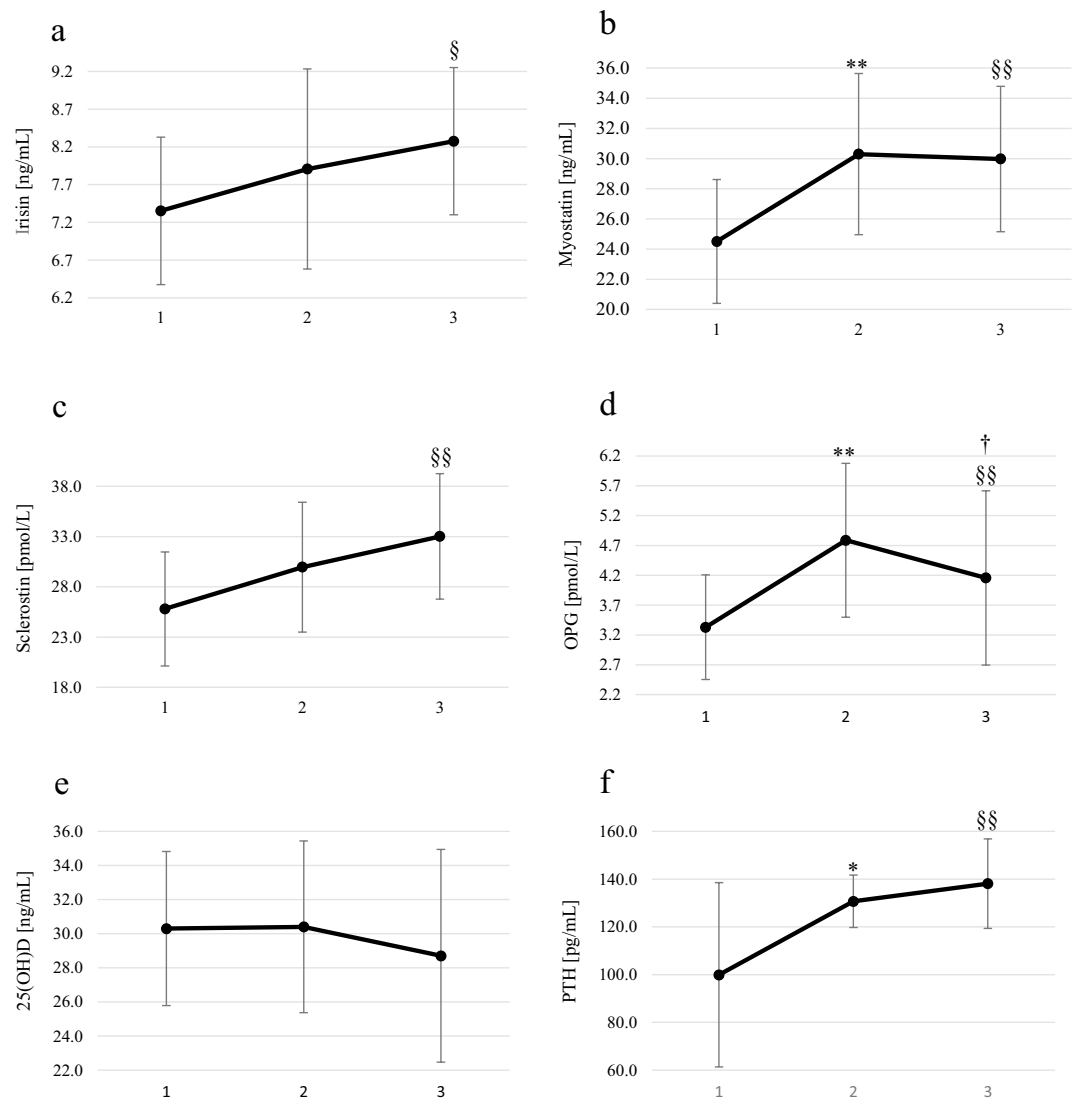 a
§
9.2
8.7
8.2
7.7
7.2
6.7
6.2
Irisin [ng/mL]
1 2 3
b
** §§
36.0
34.0
32.0
30.0
28.0
26.0
24.0
22.0
20.0
Myostatin [ng/mL]
1 2 3
c
§§
38.0
33.0
28.0
23.0
18.0
Sclerostin [pmol/L]
1 2 3
d
†
** §§
6.2
5.7
5.2
4.7
4.2
3.7
3.2
2.7
2.2
OPG [pmol/L]
1 2 3
e
36.0
34.0
32.0
30.0
28.0
26.0
24.0
22.0
25(OH)D [ng/mL]
1 2 3
f
* §§
160.0
140.0
120.0
100.0
80.0
60.0
PTH [pg/mL]
1 2 3